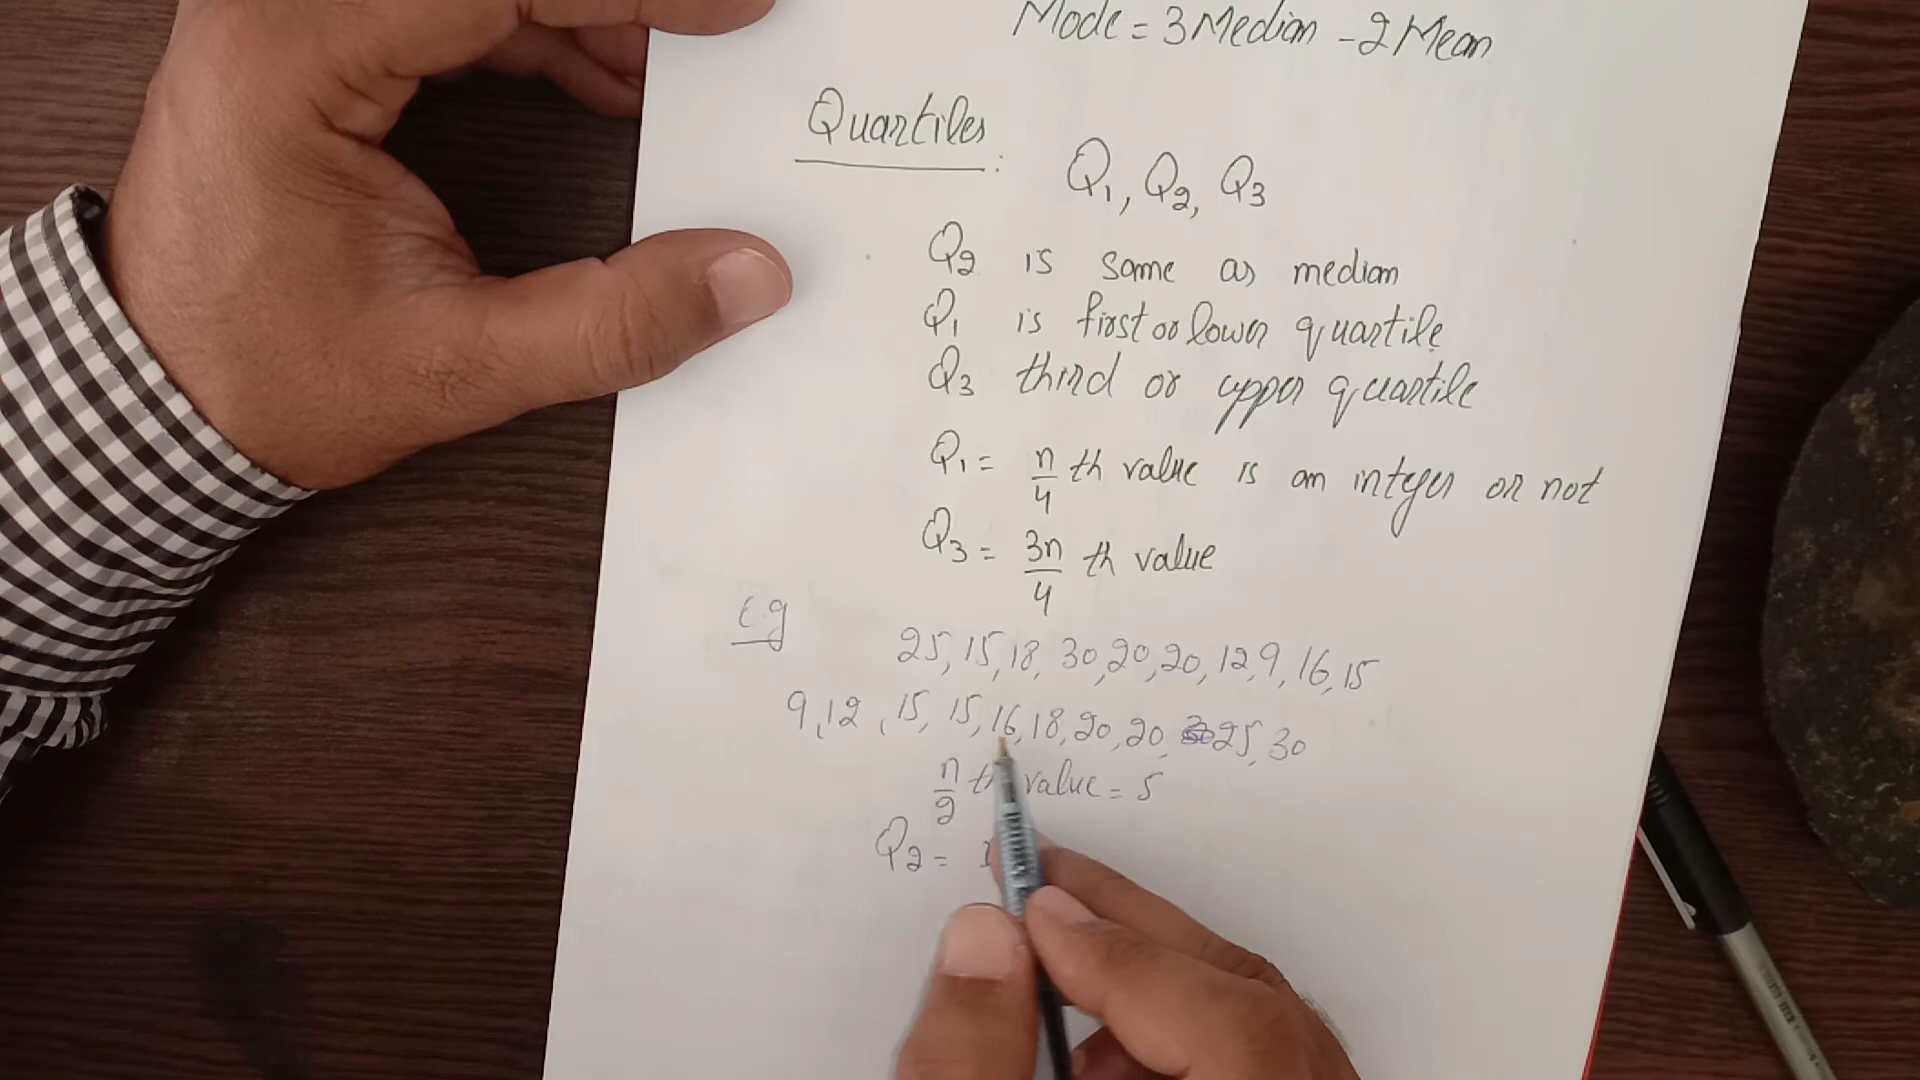 Mode = 3 Median - 2 Mean
Quartiles :
Q1, Q2, Q3
Q2 is same as median
Q1 is first or lower quartile
Q3 third or upper quartile
Q1 = n/4 th value is an integer or not
Q3 = 3n/4 th value
Eg
25, 15, 18, 30, 20, 20, 12, 9, 16, 15
9, 12, 15, 15, 16, 18, 20, 20, 25, 30
n/2 th value = 5
Q2 =